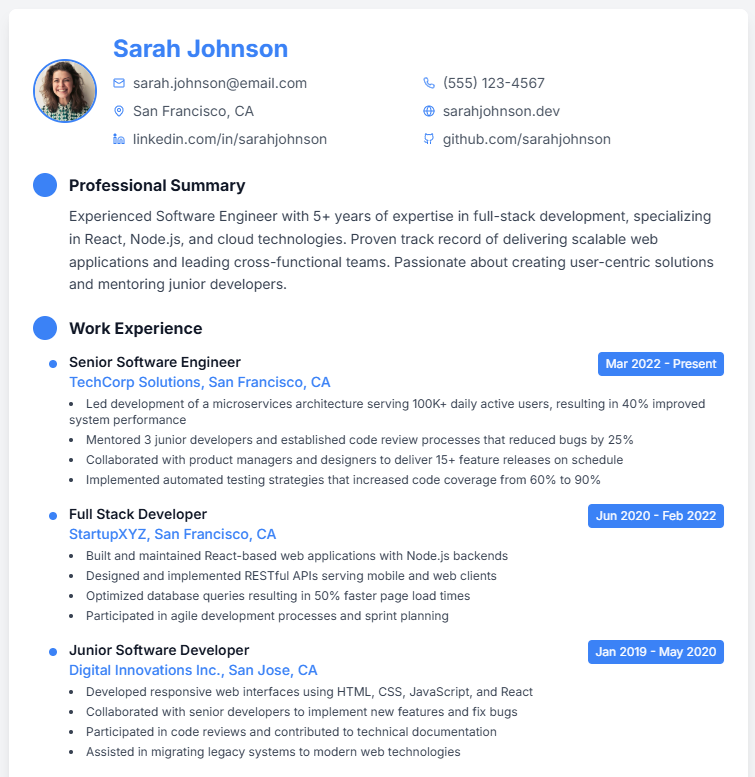 Sarah Johnson
sarah.johnson@email.com
(555) 123-4567
San Francisco, CA
sarahjohnson.dev
linkedin.com/in/sarahjohnson
github.com/sarahjohnson
Professional Summary
Experienced Software Engineer with 5+ years of expertise in full-stack development, specializing
in React, Node.js, and cloud technologies. Proven track record of delivering scalable web
applications and leading cross-functional teams. Passionate about creating user-centric solutions
and mentoring junior developers.
Work Experience
Senior Software Engineer
Mar 2022 - Present
TechCorp Solutions, San Francisco, CA
• Led development of a microservices architecture serving 100K+ daily active users, resulting in 40% improved
system performance
• Mentored 3 junior developers and established code review processes that reduced bugs by 25%
• Collaborated with product managers and designers to deliver 15+ feature releases on schedule
• Implemented automated testing strategies that increased code coverage from 60% to 90%
Full Stack Developer
Jun 2020 - Feb 2022
StartupXYZ, San Francisco, CA
• Built and maintained React-based web applications with Node.js backends
• Designed and implemented RESTful APIs serving mobile and web clients
• Optimized database queries resulting in 50% faster page load times
• Participated in agile development processes and sprint planning
Junior Software Developer
Jan 2019 - May 2020
Digital Innovations Inc., San Jose, CA
• Developed responsive web interfaces using HTML, CSS, JavaScript, and React
• Collaborated with senior developers to implement new features and fix bugs
• Participated in code reviews and contributed to technical documentation
• Assisted in migrating legacy systems to modern web technologies